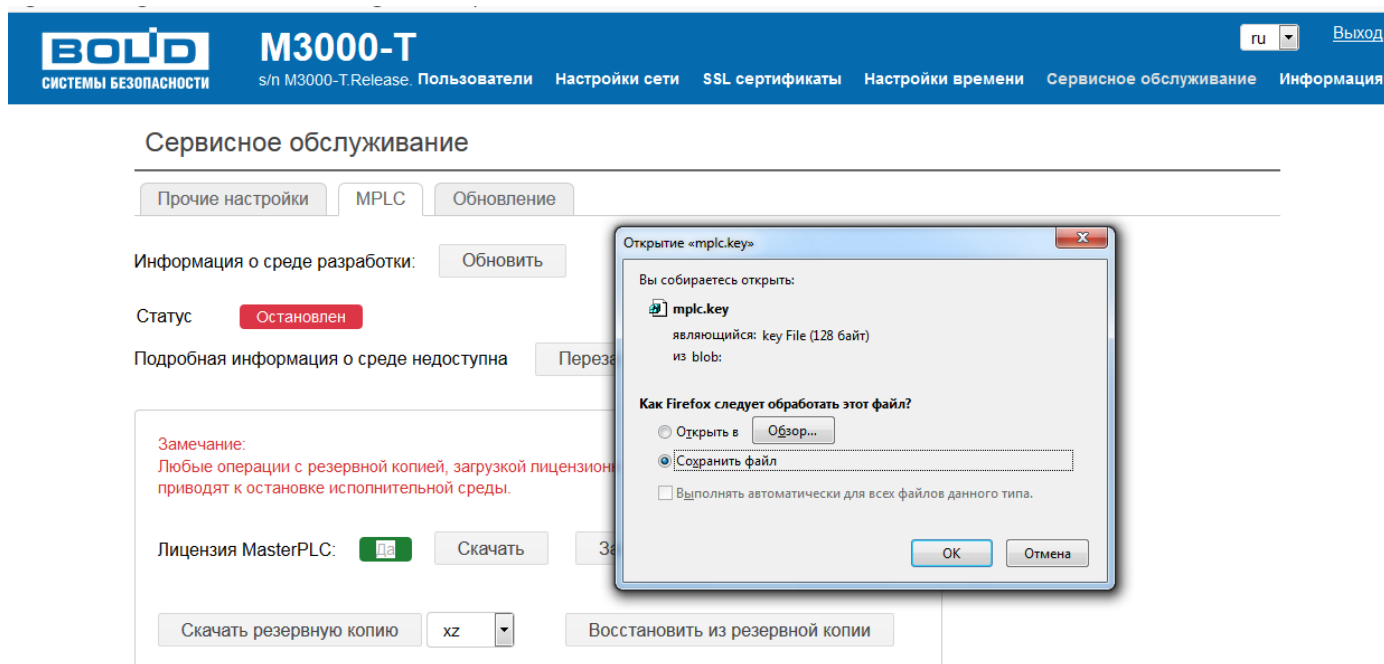 BOLID
СИСТЕМЫ БЕЗОПАСНОСТИ
M3000-T
s/n M3000-T.Release.
ru
Выход
Пользователи Настройки сети SSL сертификаты Настройки времени Сервисное обслуживание Информация
Сервисное обслуживание
Прочие настройки MPLC Обновление
Информация о среде разработки: Обновить
Статус Остановлен
Подробная информация о среде недоступна
Замечание:
Любые операции с резервной копией, загрузкой
приводят к остановке исполнительной среды.
Лицензия MasterPLC: Да Скачать
Скачать резервную копию xz Восстановить из резервной копии
Открытие «mplc.key»
Вы собираетесь открыть:
mplc.key
являющийся: key File (128 байт)
из blob:
Как Firefox следует обработать этот файл?
Открыть в Обзор...
Сохранить файл
Выполнять автоматически для всех файлов данного типа.
OK Отмена